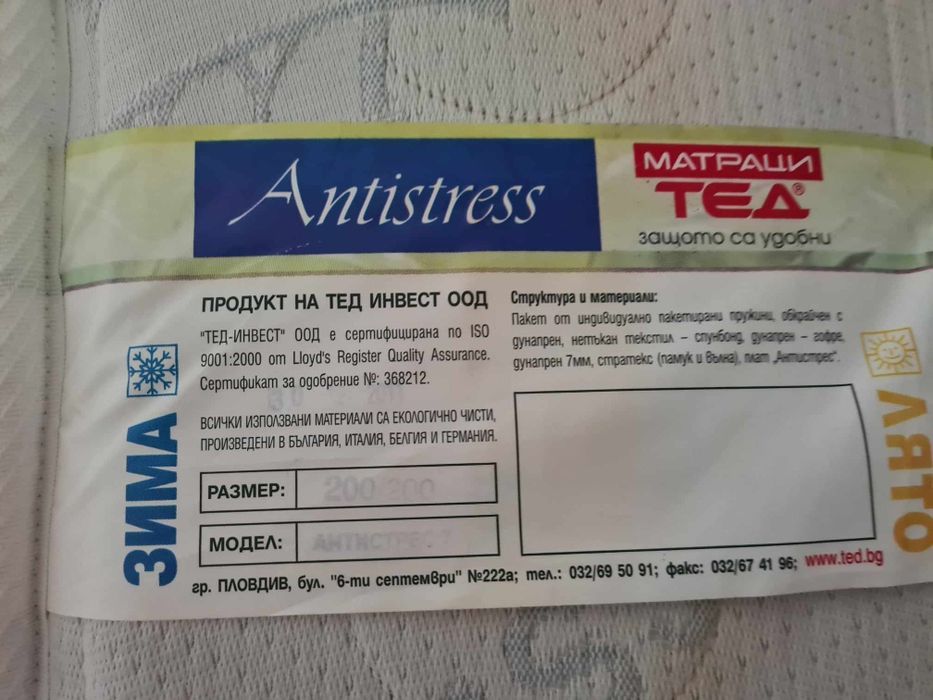 Antistress
МАТРАЦИ
ТЕД®
защото са удобни
ПРОДУКТ НА ТЕД ИНВЕСТ ООД
"ТЕД-ИНВЕСТ" ООД е сертифицирана по ISO
9001:2000 от Lloyd's Register Quality Assurance.
Сертификат за одобрение №: 368212.
ВСИЧКИ ИЗПОЛЗВАНИ МАТЕРИАЛИ СА ЕКОЛОГИЧНО ЧИСТИ,
ПРОИЗВЕДЕНИ В БЪЛГАРИЯ, ИТАЛИЯ, БЕЛГИЯ И ГЕРМАНИЯ.
РАЗМЕР: 200/200
МОДЕЛ: АНТИСТРЕС
Структура и материали:
Пакет от индивидуално пакетирани пружини, обкрайчен с
дунапрен, нетъкан текстил – спунбонд, дунапрен – гофре,
дунапрен 7мм, стратекс (памук и вълна), плат „Антистрес".
ЗИМА
ЛЯТО
гр. ПЛОВДИВ, бул. "6-ти септември" №222а; тел.: 032/69 50 91; факс: 032/67 41 96; www.ted.bg